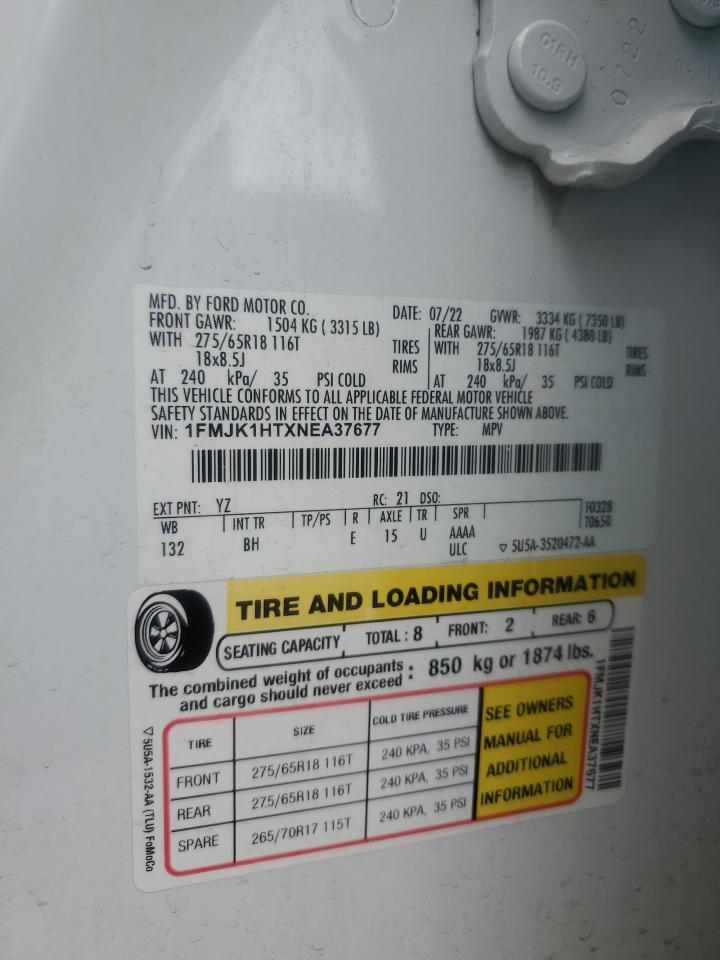 01RH
10.9
0722
MFD. BY FORD MOTOR CO. DATE: 07/22 GVWR: 3334 KG ( 7350 LB)
FRONT GAWR: 1504 KG ( 3315 LB) REAR GAWR: 1987 KG ( 4380 LB)
WITH 275/65R18 116T TIRES WITH 275/65R18 116T TIRES
18x8.5J RIMS 18x8.5J RIMS
AT 240 kPa/ 35 PSI COLD AT 240 kPa/ 35 PSI COLD
THIS VEHICLE CONFORMS TO ALL APPLICABLE FEDERAL MOTOR VEHICLE
SAFETY STANDARDS IN EFFECT ON THE DATE OF MANUFACTURE SHOWN ABOVE.
VIN: 1FMJK1HTXNEA37677 TYPE: MPV
EXT PNT: YZ RC: 21 DSO: F0328
WB INT TR TP/PS R AXLE TR SPR T0650
132 BH E 15 U AAAA
ULC ▽ 5U5A-3520472-AA
TIRE AND LOADING INFORMATION
SEATING CAPACITY TOTAL : 8 FRONT: 2 REAR: 6
The combined weight of occupants
and cargo should never exceed : 850 kg or 1874 lbs.
TIRE SIZE COLD TIRE PRESSURE
FRONT 275/65R18 116T 240 KPA, 35 PSI
REAR 275/65R18 116T 240 KPA, 35 PSI
SPARE 265/70R17 115T 240 KPA, 35 PSI
SEE OWNERS
MANUAL FOR
ADDITIONAL
INFORMATION
1FMJK1HTXNEA37677
▽ 5U5A-1532-AA (TLU) FoMoCo